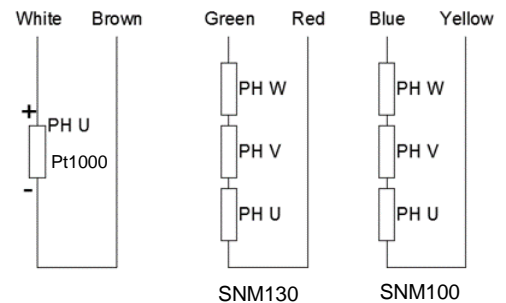 White Brown Green Red Blue Yellow
+ PH U
Pt1000
-
PH W PH W
PH V PH V
PH U PH U
SNM130 SNM100